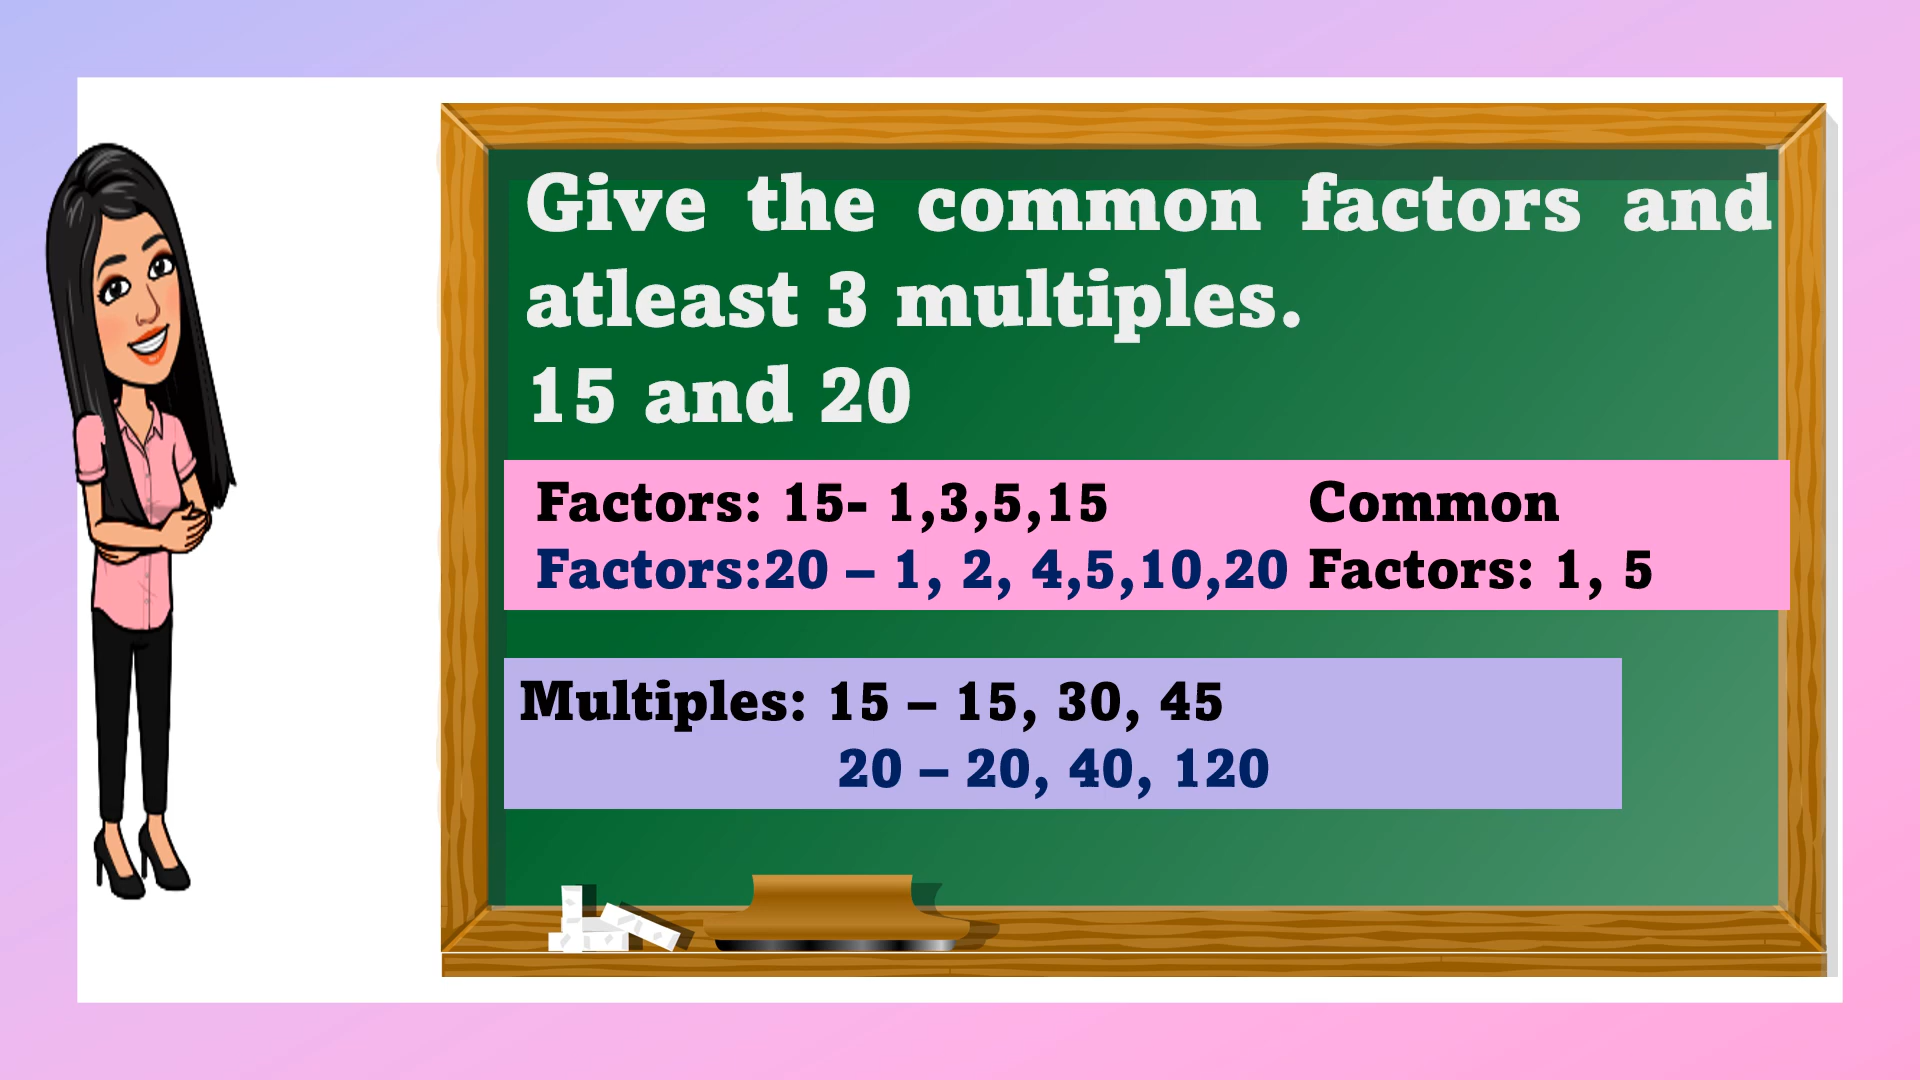 Give the common factors and
atleast 3 multiples.
15 and 20
Factors: 15- 1,3,5,15
Factors:20 – 1, 2, 4,5,10,20
Common
Factors: 1, 5
Multiples: 15 – 15, 30, 45
20 – 20, 40, 120